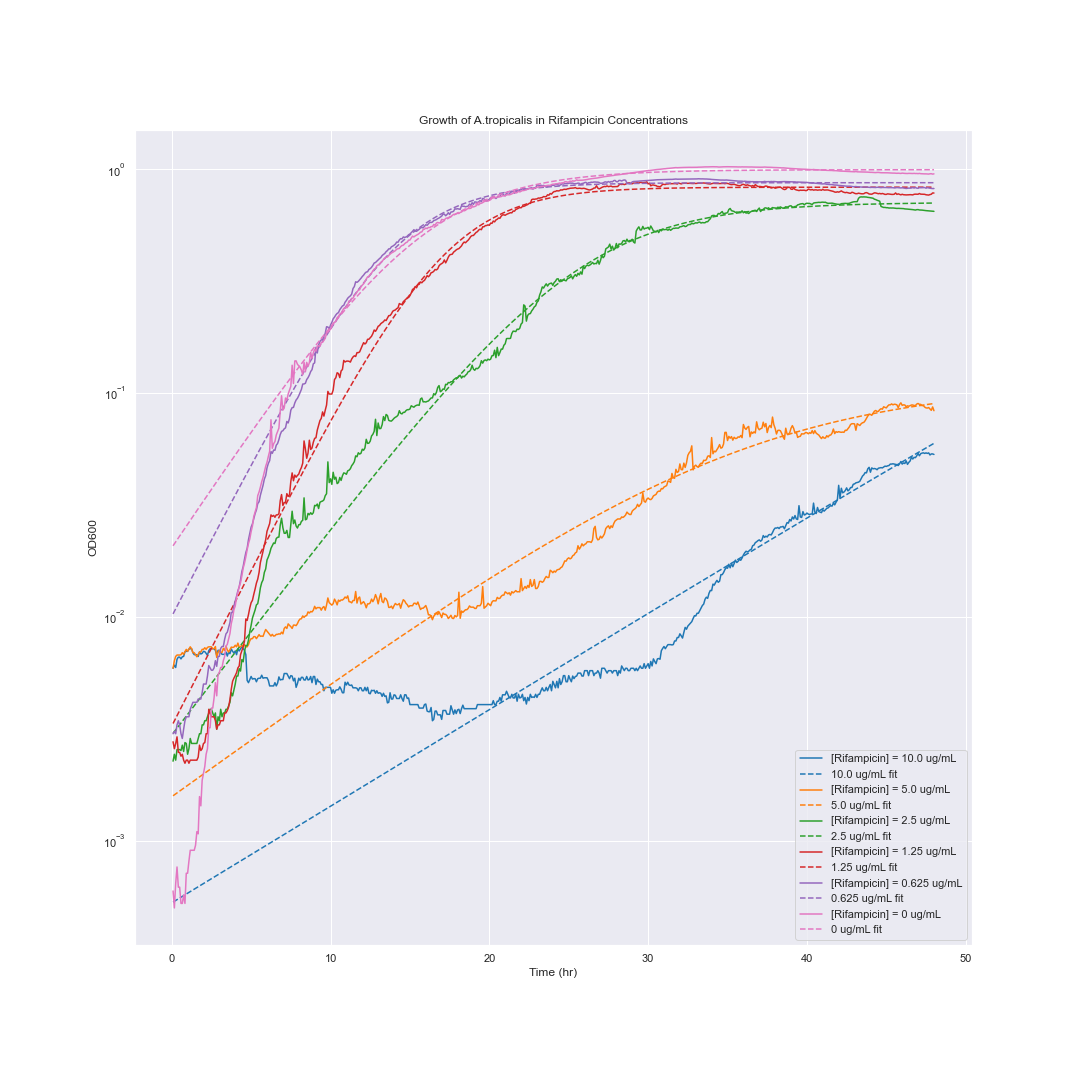 Growth of A.tropicalis in Rifampicin Concentrations
10⁰
10⁻¹
10⁻²
10⁻³
OD600
0 10 20 30 40 50
Time (hr)
[Rifampicin] = 10.0 ug/mL
10.0 ug/mL fit
[Rifampicin] = 5.0 ug/mL
5.0 ug/mL fit
[Rifampicin] = 2.5 ug/mL
2.5 ug/mL fit
[Rifampicin] = 1.25 ug/mL
1.25 ug/mL fit
[Rifampicin] = 0.625 ug/mL
0.625 ug/mL fit
[Rifampicin] = 0 ug/mL
0 ug/mL fit